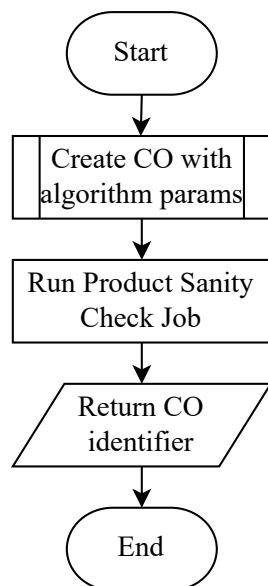 Start
Create CO with
algorithm params
Run Product Sanity
Check Job
Return CO
identifier
End